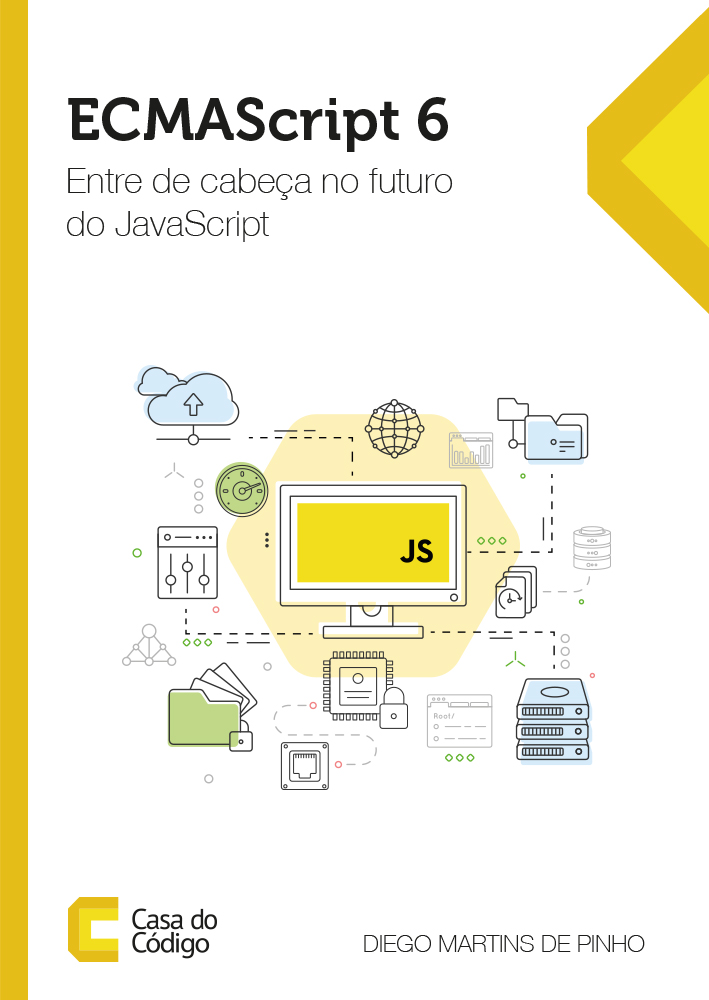 ECMAScript 6
Entre de cabeça no futuro
do JavaScript
JS
Root/
Casa do
Código
DIEGO MARTINS DE PINHO